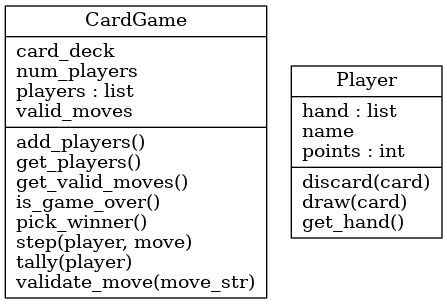 CardGame
card_deck
num_players
players : list
valid_moves
add_players()
get_players()
get_valid_moves()
is_game_over()
pick_winner()
step(player, move)
tally(player)
validate_move(move_str)
Player
hand : list
name
points : int
discard(card)
draw(card)
get_hand()